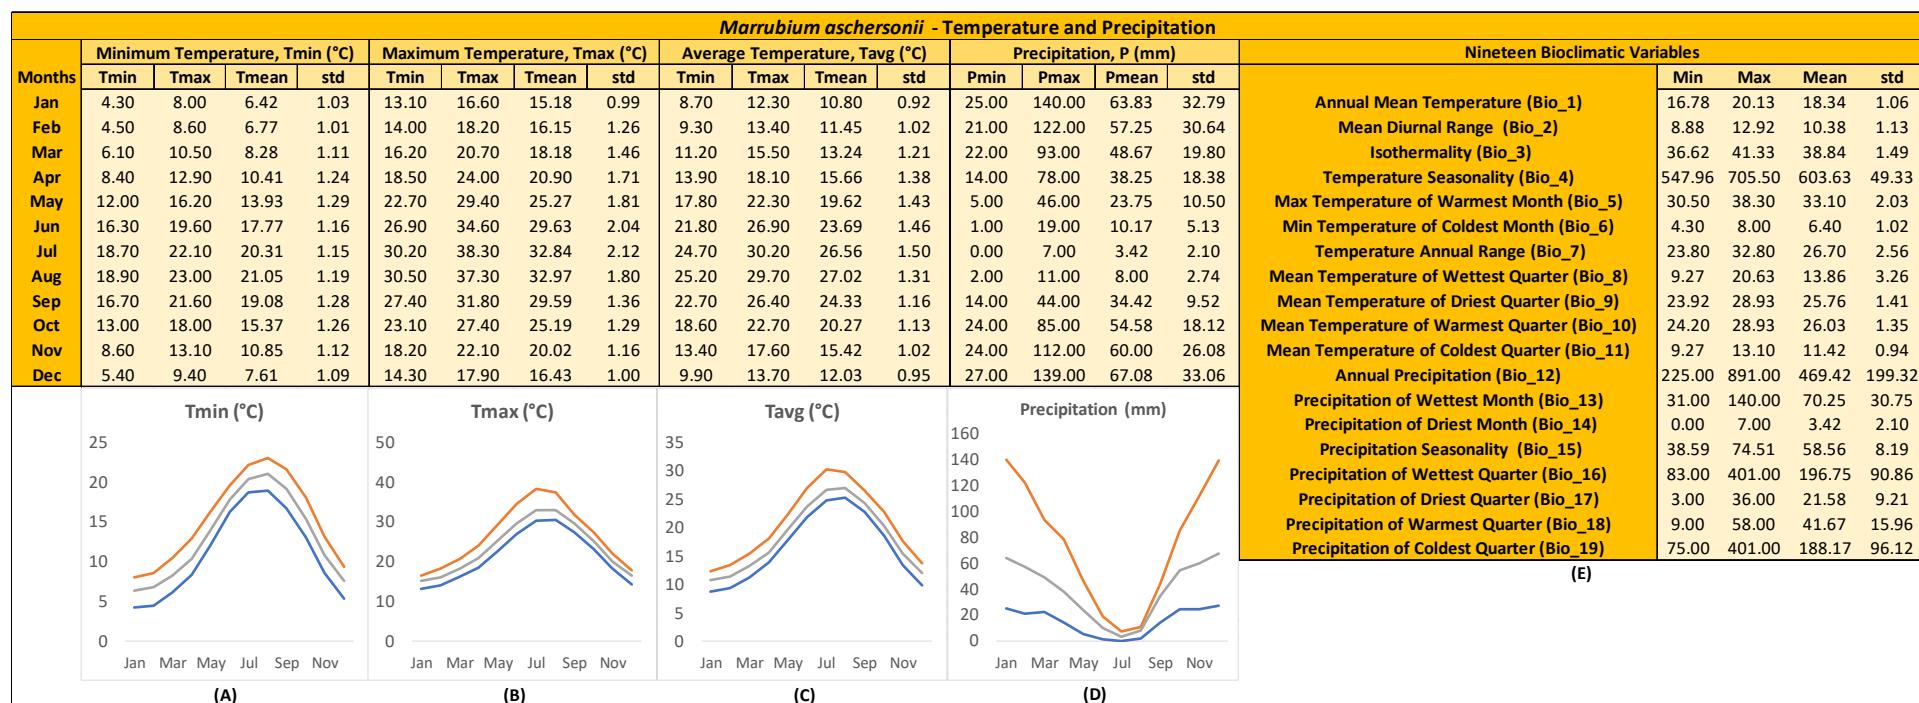 Marrubium aschersonii - Temperature and Precipitation
Minimum Temperature, Tmin (°C) Maximum Temperature, Tmax (°C) Average Temperature, Tavg (°C) Precipitation, P (mm) Nineteen Bioclimatic Variables
Months Tmin Tmax Tmean std Tmin Tmax Tmean std Tmin Tmax Tmean std Pmin Pmax Pmean std Min Max Mean std
Jan 4.30 8.00 6.42 1.03 13.10 16.60 15.18 0.99 8.70 12.30 10.80 0.92 25.00 140.00 63.83 32.79 Annual Mean Temperature (Bio_1) 16.78 20.13 18.34 1.06
Feb 4.50 8.60 6.77 1.01 14.00 18.20 16.15 1.26 9.30 13.40 11.45 1.02 21.00 122.00 57.25 30.64 Mean Diurnal Range (Bio_2) 8.88 12.92 10.38 1.13
Mar 6.10 10.50 8.28 1.11 16.20 20.70 18.18 1.46 11.20 15.50 13.24 1.21 22.00 93.00 48.67 19.80 Isothermality (Bio_3) 36.62 41.33 38.84 1.49
Apr 8.40 12.90 10.41 1.24 18.50 24.00 20.90 1.71 13.90 18.10 15.66 1.38 14.00 78.00 38.25 18.38 Temperature Seasonality (Bio_4) 547.96 705.50 603.63 49.33
May 12.00 16.20 13.93 1.29 22.70 29.40 25.27 1.81 17.80 22.30 19.62 1.43 5.00 46.00 23.75 10.50 Max Temperature of Warmest Month (Bio_5) 30.50 38.30 33.10 2.03
Jun 16.30 19.60 17.77 1.16 26.90 34.60 29.63 2.04 21.80 26.90 23.69 1.46 1.00 19.00 10.17 5.13 Min Temperature of Coldest Month (Bio_6) 4.30 8.00 6.40 1.02
Jul 18.70 22.10 20.31 1.15 30.20 38.30 32.84 2.12 24.70 30.20 26.56 1.50 0.00 7.00 3.42 2.10 Temperature Annual Range (Bio_7) 23.80 32.80 26.70 2.56
Aug 18.90 23.00 21.05 1.19 30.50 37.30 32.97 1.80 25.20 29.70 27.02 1.31 2.00 11.00 8.00 2.74 Mean Temperature of Wettest Quarter (Bio_8) 9.27 20.63 13.86 3.26
Sep 16.70 21.60 19.08 1.28 27.40 31.80 29.59 1.36 22.70 26.40 24.33 1.16 14.00 44.00 34.42 9.52 Mean Temperature of Driest Quarter (Bio_9) 23.92 28.93 25.76 1.41
Oct 13.00 18.00 15.37 1.26 23.10 27.40 25.19 1.29 18.60 22.70 20.27 1.13 24.00 85.00 54.58 18.12 Mean Temperature of Warmest Quarter (Bio_10) 24.20 28.93 26.03 1.35
Nov 8.60 13.10 10.85 1.12 18.20 22.10 20.02 1.16 13.40 17.60 15.42 1.02 24.00 112.00 60.00 26.08 Mean Temperature of Coldest Quarter (Bio_11) 9.27 13.10 11.42 0.94
Dec 5.40 9.40 7.61 1.09 14.30 17.90 16.43 1.00 9.90 13.70 12.03 0.95 27.00 139.00 67.08 33.06 Annual Precipitation (Bio_12) 225.00 891.00 469.42 199.32
Precipitation of Wettest Month (Bio_13) 31.00 140.00 70.25 30.75
Precipitation of Driest Month (Bio_14) 0.00 7.00 3.42 2.10
Precipitation Seasonality (Bio_15) 38.59 74.51 58.56 8.19
Precipitation of Wettest Quarter (Bio_16) 83.00 401.00 196.75 90.86
Precipitation of Driest Quarter (Bio_17) 3.00 36.00 21.58 9.21
Precipitation of Warmest Quarter (Bio_18) 9.00 58.00 41.67 15.96
Precipitation of Coldest Quarter (Bio_19) 75.00 401.00 188.17 96.12
(E)
Tmin (°C)
25
20
15
10
5
0
Jan Mar May Jul Sep Nov
(A)
Tmax (°C)
50
40
30
20
10
0
Jan Mar May Jul Sep Nov
(B)
Tavg (°C)
35
30
25
20
15
10
5
0
Jan Mar May Jul Sep Nov
(C)
Precipitation (mm)
160
140
120
100
80
60
40
20
0
Jan Mar May Jul Sep Nov
(D)